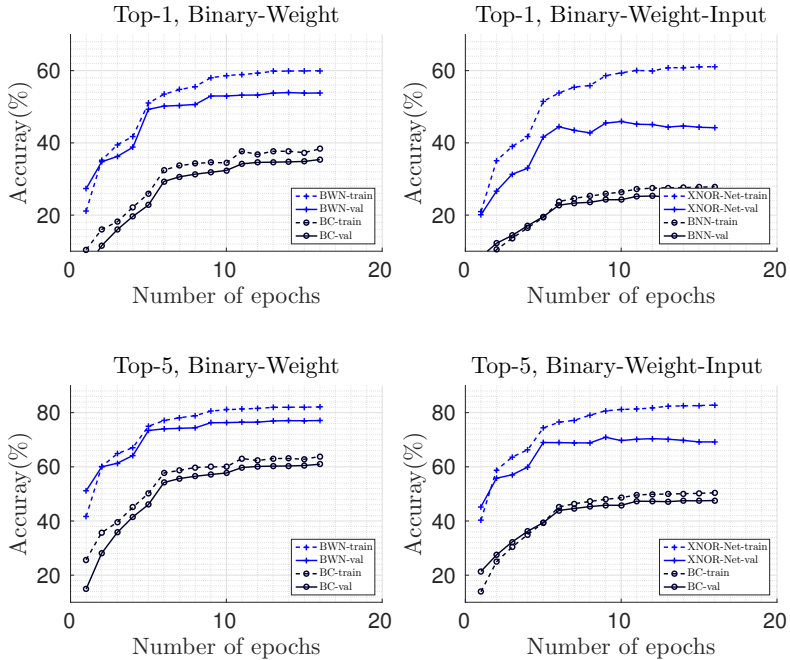 Top-1, Binary-Weight
Accuray(%)
60
40
20
0
10
20
BWN-train
BWN-val
BC-train
BC-val
Number of epochs
Top-1, Binary-Weight-Input
Accuray(%)
60
40
20
0
10
20
XNOR-Net-train
XNOR-Net-val
BNN-train
BNN-val
Number of epochs
Top-5, Binary-Weight
Accuray(%)
80
60
40
20
0
10
20
BWN-train
BWN-val
BC-train
BC-val
Number of epochs
Top-5, Binary-Weight-Input
Accuray(%)
80
60
40
20
0
10
20
XNOR-Net-train
XNOR-Net-val
BC-train
BC-val
Number of epochs